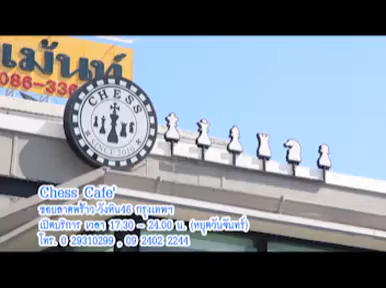 เม้นท์
086-336
CHESS
SINCE 2010
Chess Cafe'
ซอยลาดพร้าว-วังหิน46 กรุงเทพฯ
เปิดบริการ เวลา 17.30 - 24.00 น. (หยุดวันจันทร์)
โทร. 0 29310299 , 09 2402 2244